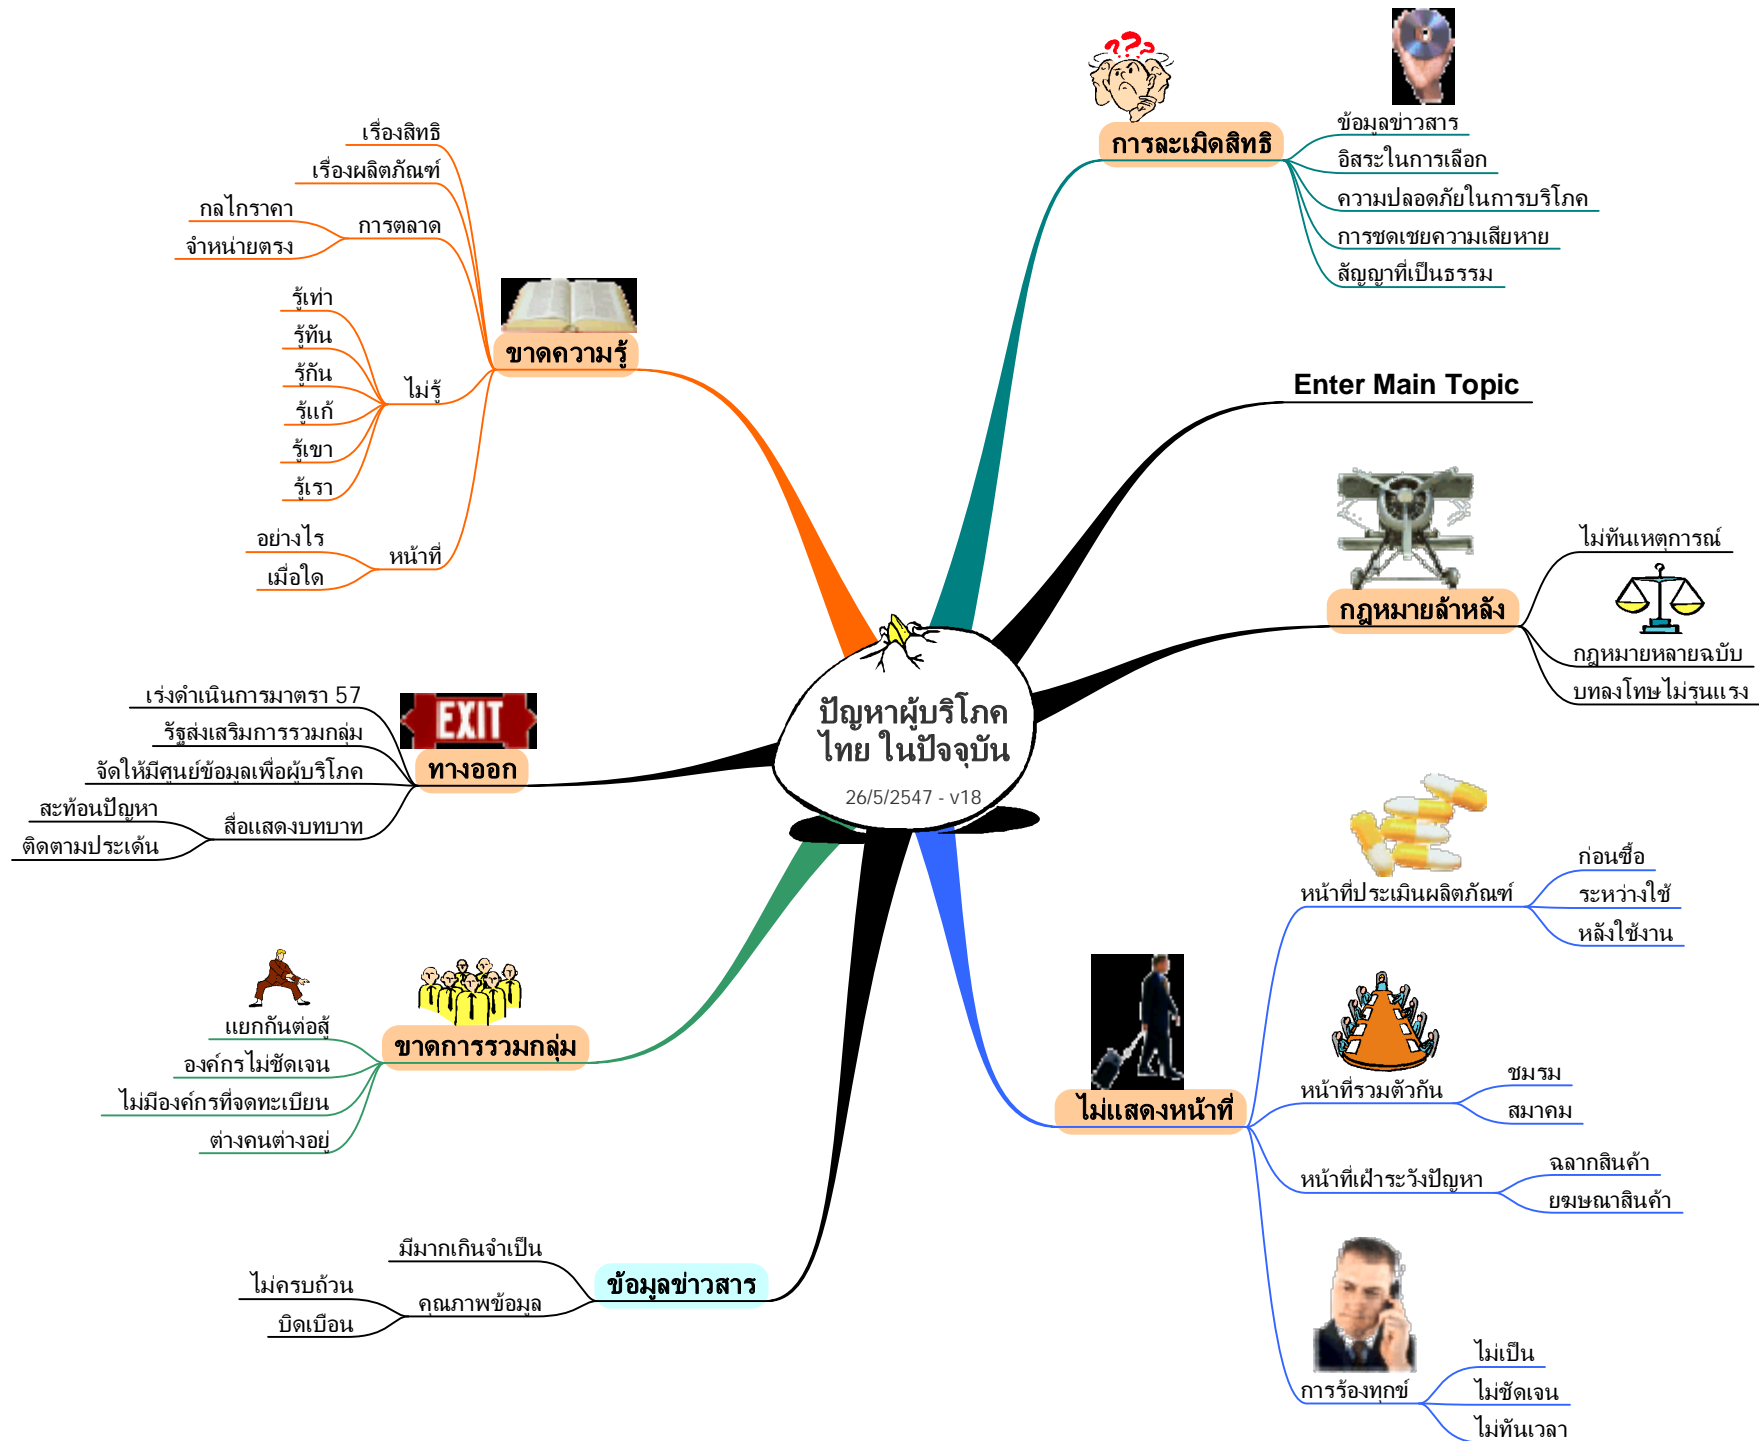 ปัญหาผู้บริโภค
ไทย ในปัจจุบัน
26/5/2547 - v18
การละเมิดสิทธิ
ข้อมูลข่าวสาร
อิสระในการเลือก
ความปลอดภัยในการบริโภค
การชดเชยความเสียหาย
สัญญาที่เป็นธรรม
Enter Main Topic
กฎหมายล้าหลัง
ไม่ทันเหตุการณ์
กฎหมายหลายฉบับ
บทลงโทษไม่รุนแรง
ไม่แสดงหน้าที่
หน้าที่ประเมินผลิตภัณฑ์
ก่อนซื้อ
ระหว่างใช้
หลังใช้งาน
หน้าที่รวมตัวกัน
ชมรม
สมาคม
หน้าที่เฝ้าระวังปัญหา
ฉลากสินค้า
ยฆษณาสินค้า
การร้องทุกข์
ไม่เป็น
ไม่ชัดเจน
ไม่ทันเวลา
ข้อมูลข่าวสาร
มีมากเกินจำเป็น
คุณภาพข้อมูล
ไม่ครบถ้วน
บิดเบือน
ขาดการรวมกลุ่ม
แยกกันต่อสู้
องค์กรไม่ชัดเจน
ไม่มีองค์กรที่จดทะเบียน
ต่างคนต่างอยู่
EXIT
ทางออก
เร่งดำเนินการมาตรา 57
รัฐส่งเสริมการรวมกลุ่ม
จัดให้มีศูนย์ข้อมูลเพื่อผู้บริโภค
สื่อแสดงบทบาท
สะท้อนปัญหา
ติดตามประเด้น
ขาดความรู้
เรื่องสิทธิ
เรื่องผลิตภัณฑ์
การตลาด
กลไกราคา
จำหน่ายตรง
ไม่รู้
รู้เท่า
รู้ทัน
รู้กัน
รู้แก้
รู้เขา
รู้เรา
หน้าที่
อย่างไร
เมื่อใด